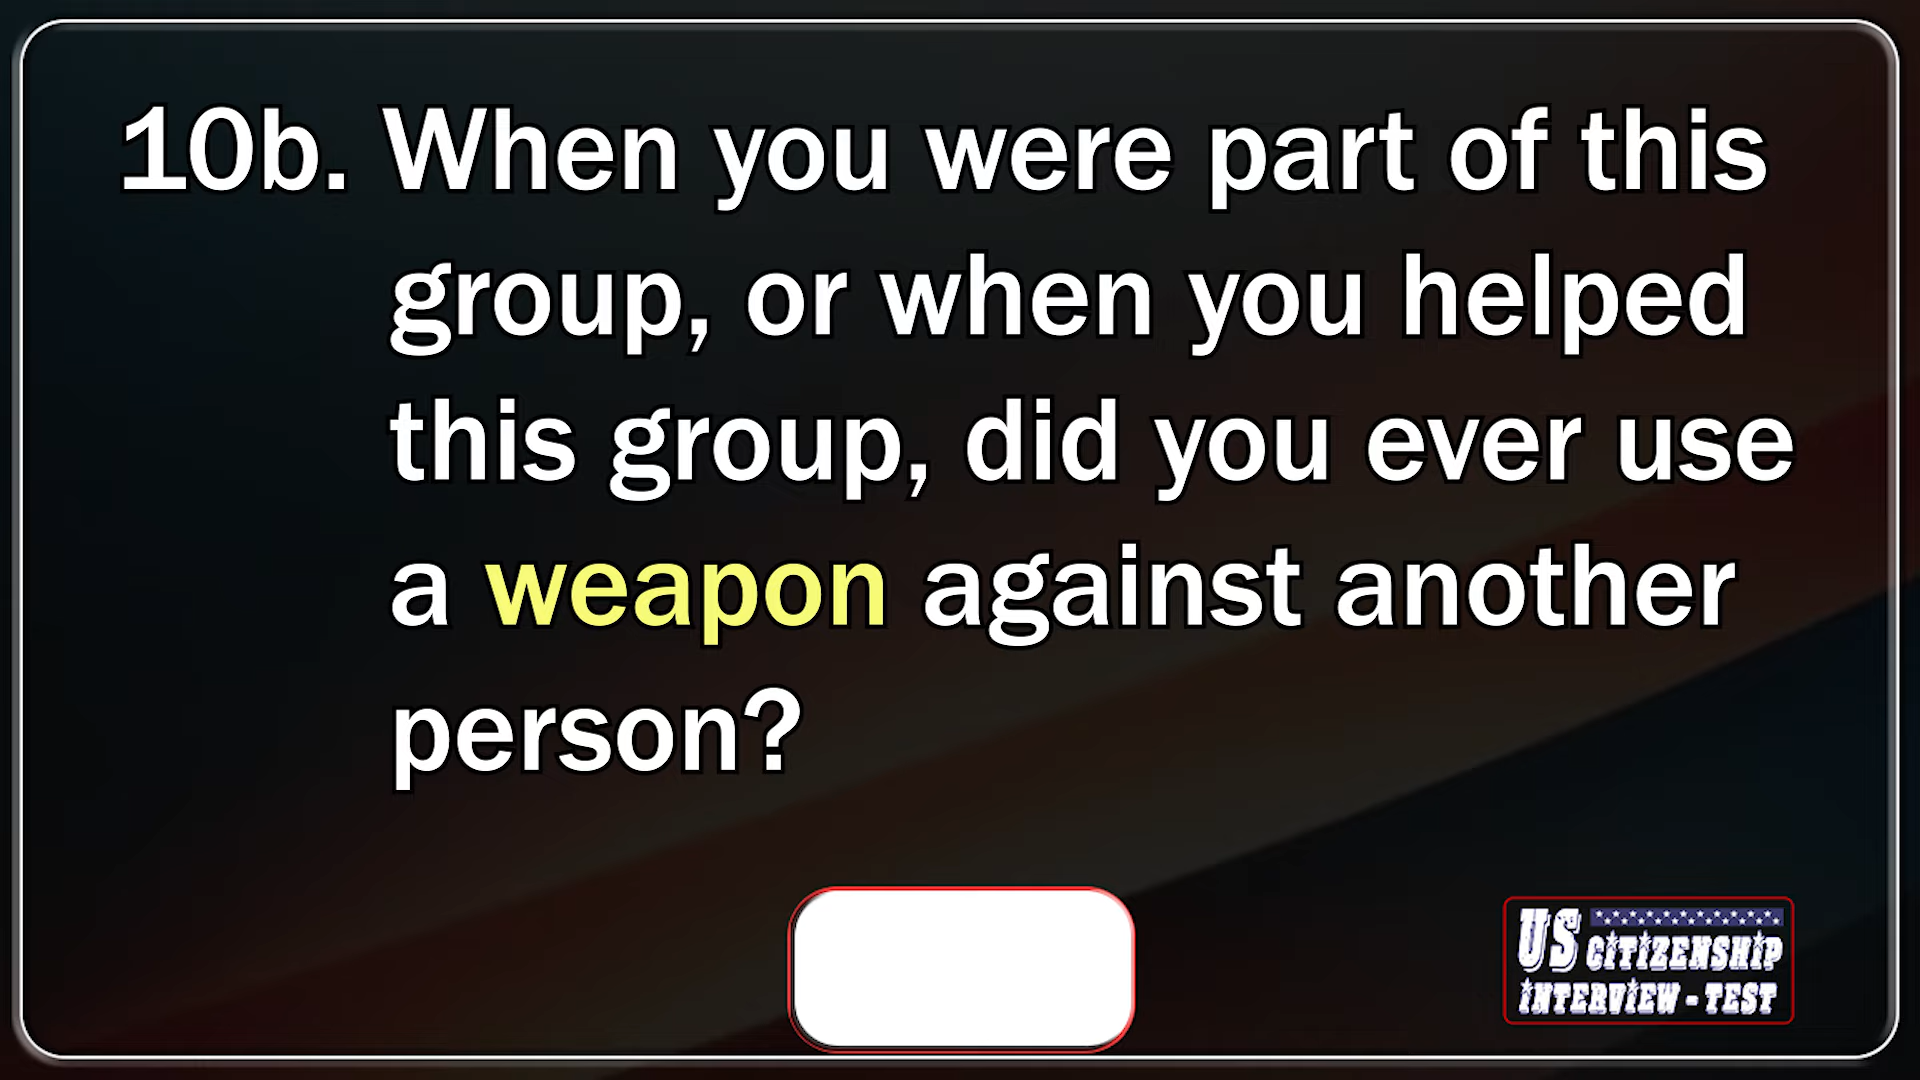 10b. When you were part of this
group, or when you helped
this group, did you ever use
a weapon against another
person?
US CITIZENSHIP
INTERVIEW - TEST